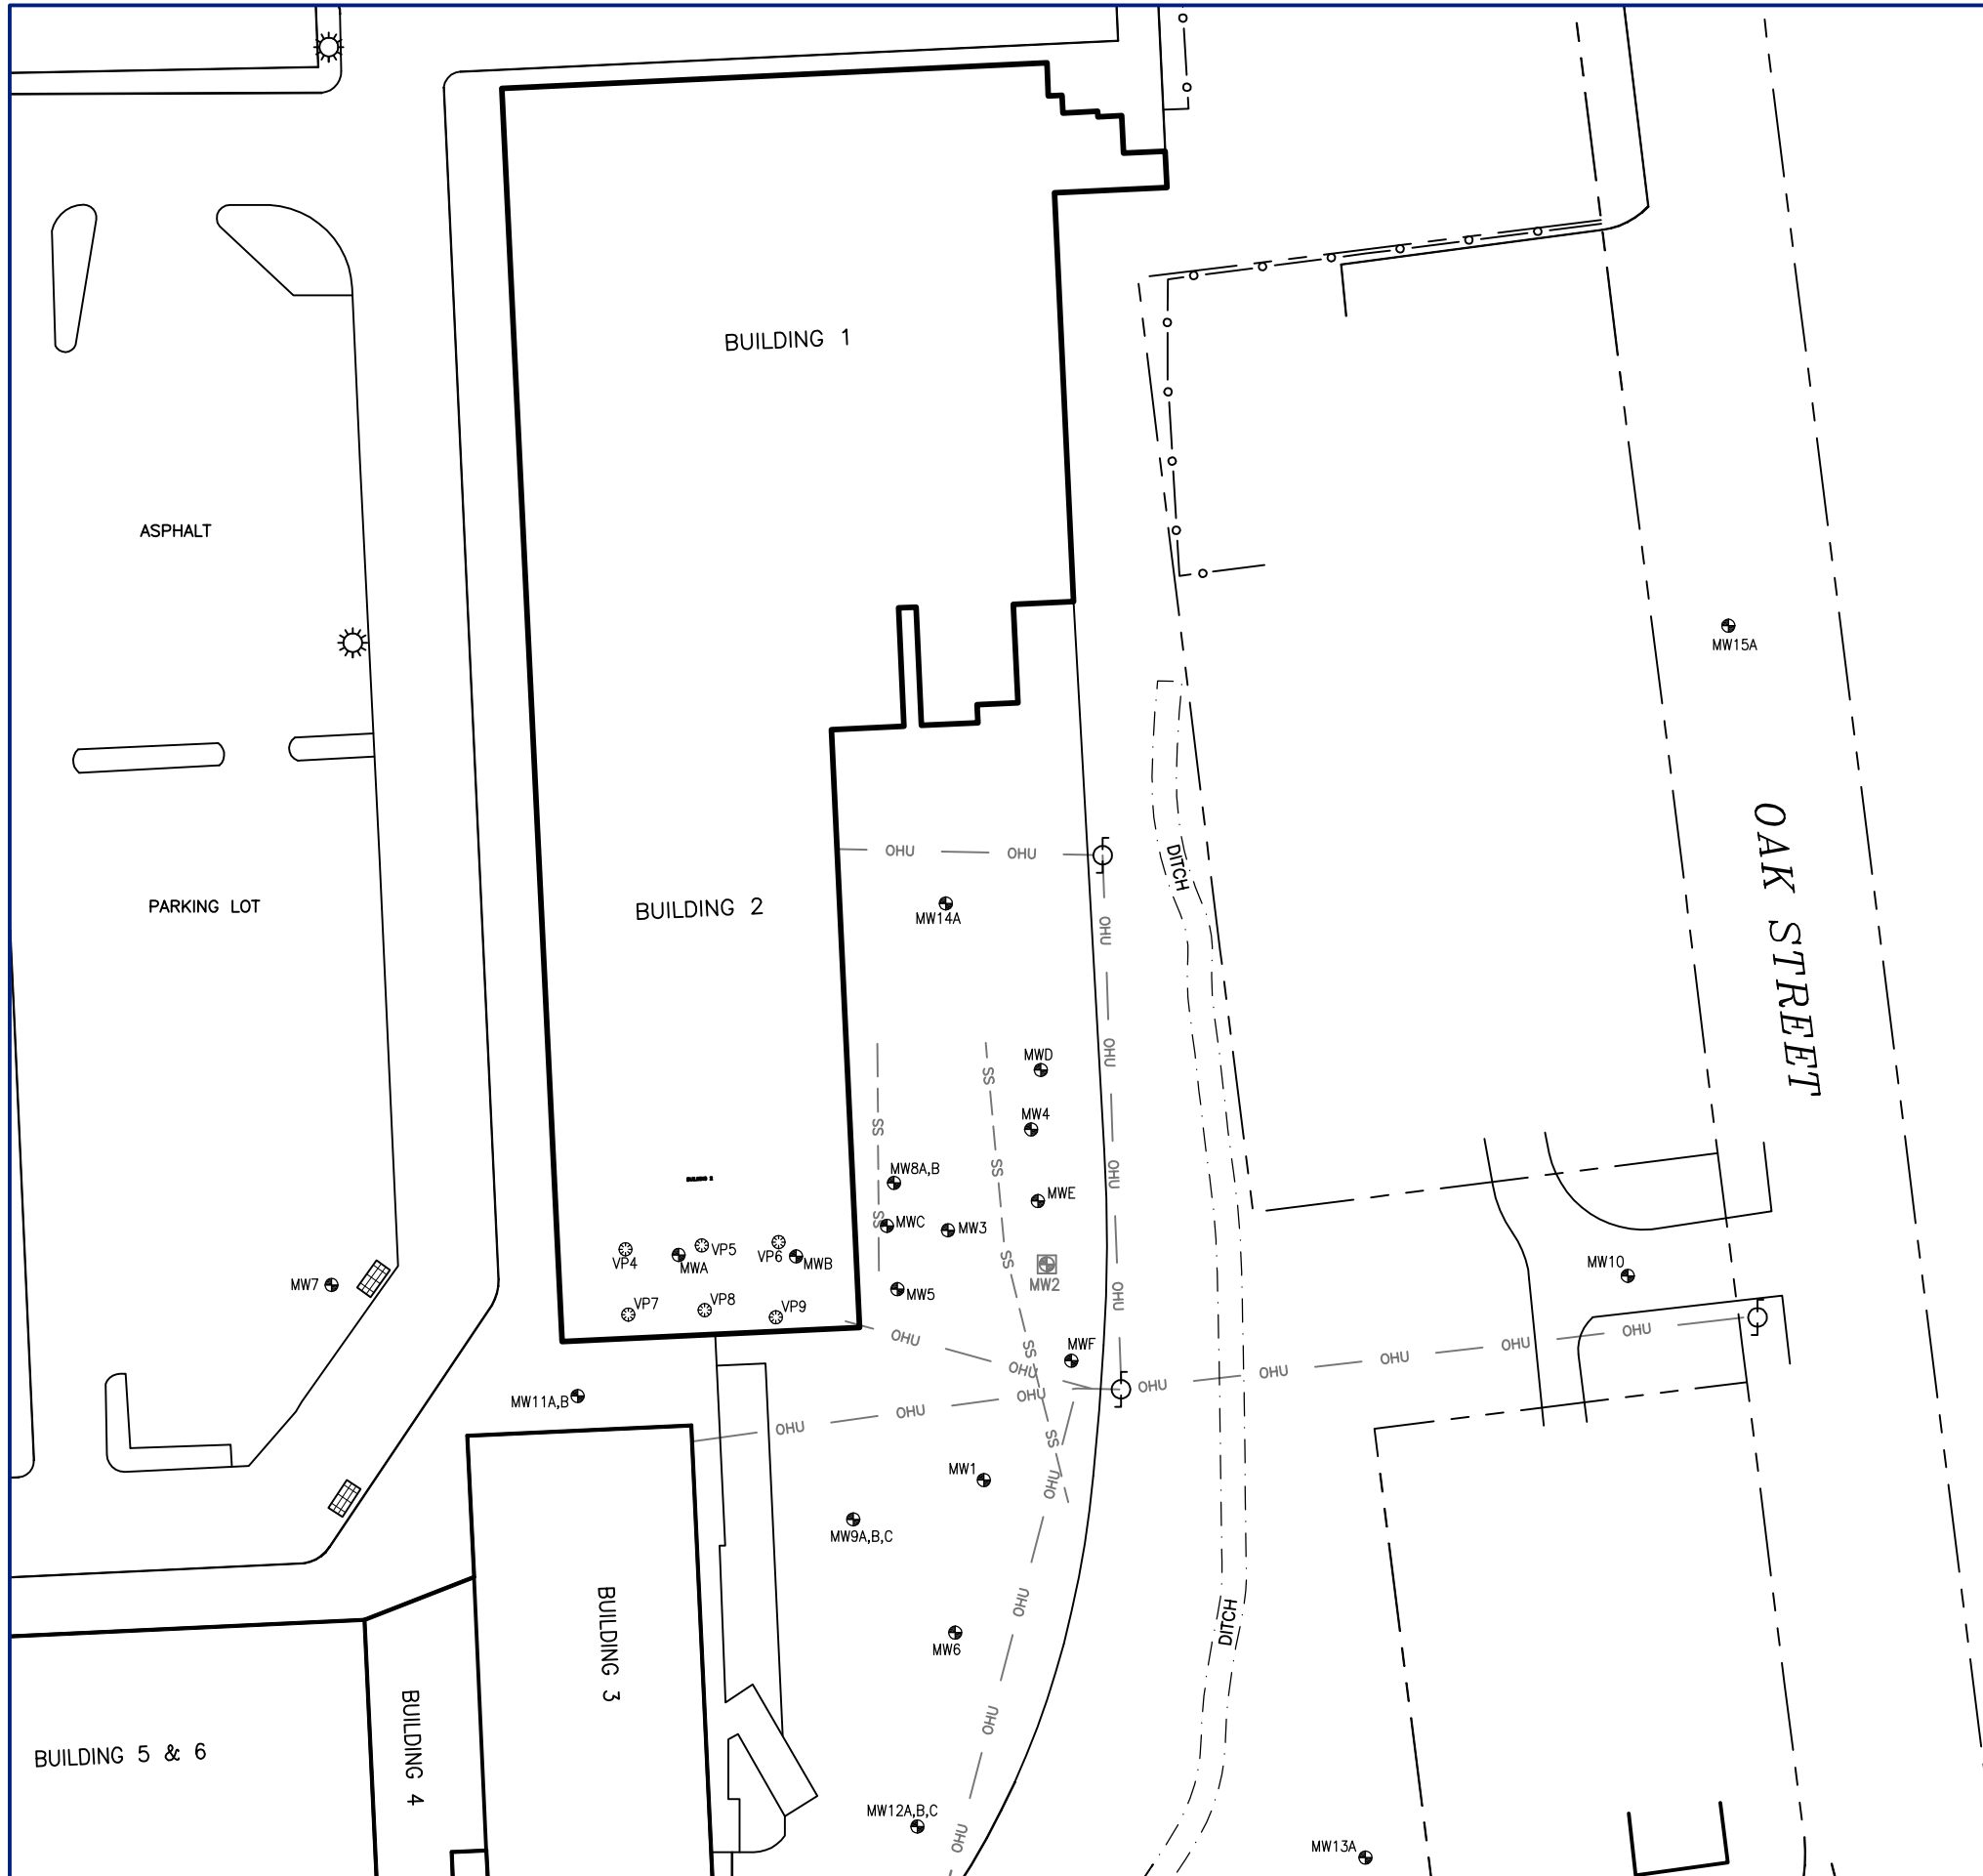 BUILDING 1
ASPHALT
MW15A
OAK STREET
OHU
OHU
DITCH
PARKING LOT
BUILDING 2
MW14A
OHU
MWD
OHU
SS
MW4
SS
MW8A,B
SS
OHU
BUILDING 2
MWE
MWC
SS
MW3
VP4
VP5
MWA
VP6
MWB
SS
MW2
MW10
MW7
MW5
OHU
VP7
VP8
VP9
OHU
SS
MWF
OHU
OHU
OHU
OHU
OHU
OHU
OHU
MW11A,B
OHU
OHU
SS
MW1
OHU
MW9A,B,C
OHU
DITCH
BUILDING 3
MW6
OHU
BUILDING 4
BUILDING 5 & 6
MW12A,B,C
OHU
MW13A